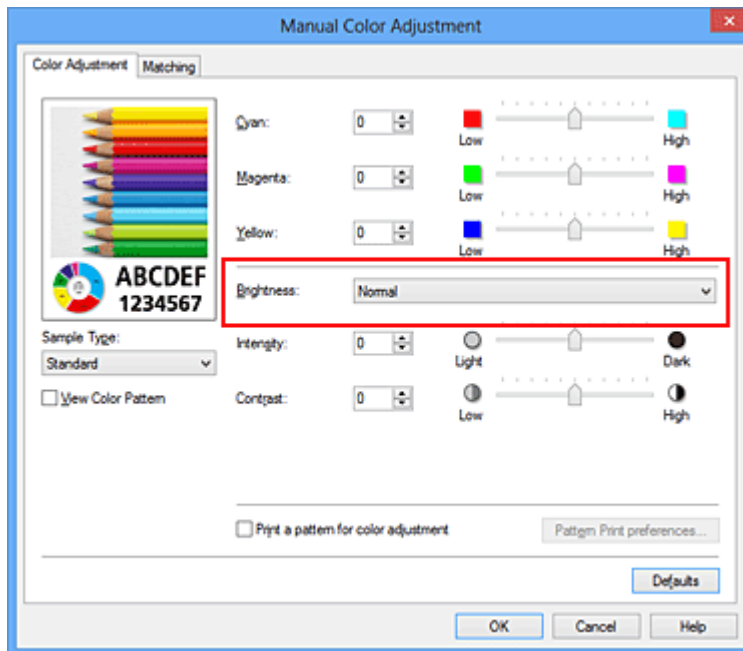 Manual Color Adjustment
Color Adjustment
Matching
ABCDEF
1234567
Sample Type:
Standard
View Color Pattern
Cyan: 0
Low High
Magenta: 0
Low High
Yellow: 0
Low High
Brightness: Normal
Intensity: 0
Light Dark
Contrast: 0
Low High
Print a pattern for color adjustment
Pattern Print preferences...
Defaults
OK Cancel Help